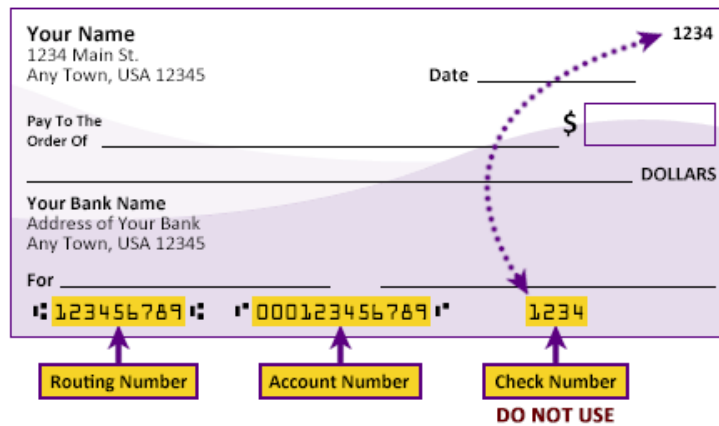 Your Name
1234
1234 Main St.
Any Town, USA 12345
Date
Pay To The
Order Of
$
DOLLARS
Your Bank Name
Address of Your Bank
Any Town, USA 12345
For
⑆123456789⑆ ⑈000123456789⑈ 1234
Routing Number Account Number Check Number
DO NOT USE